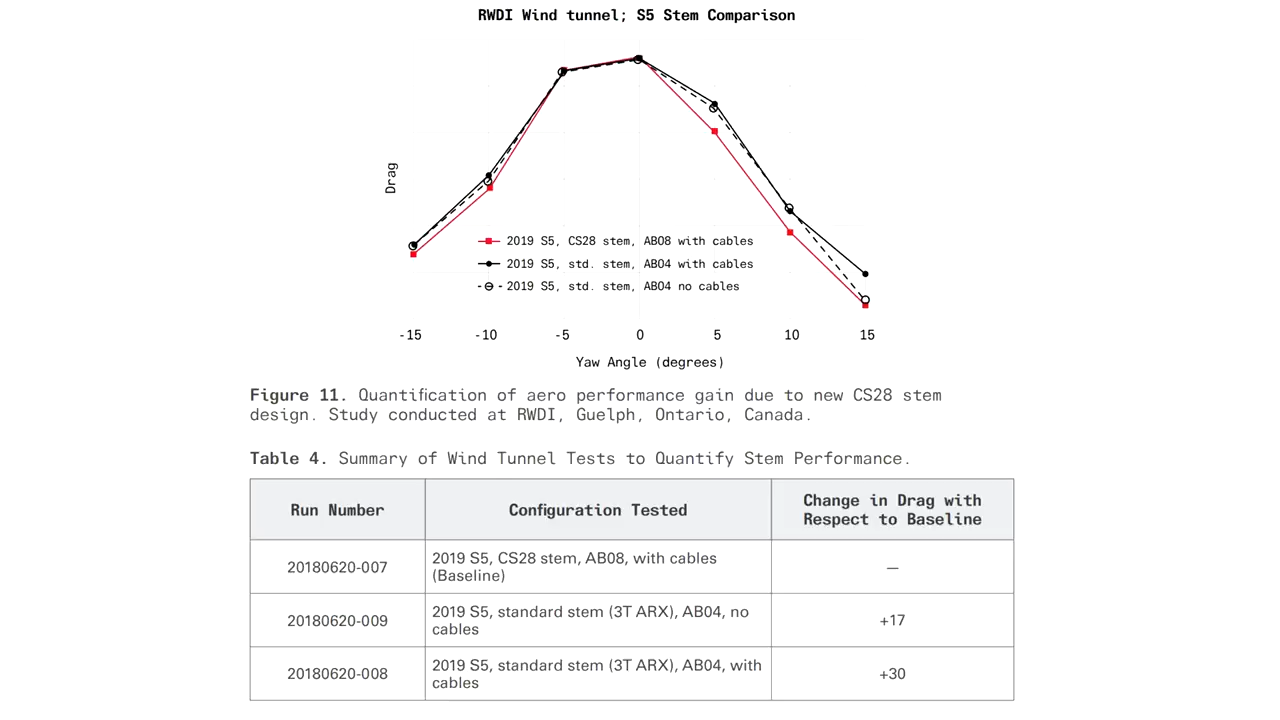 RWDI Wind tunnel; S5 Stem Comparison
Drag
2019 S5, CS28 stem, AB08 with cables
2019 S5, std. stem, AB04 with cables
2019 S5, std. stem, AB04 no cables
-15 -10 -5 0 5 10 15
Yaw Angle (degrees)
Figure 11. Quantification of aero performance gain due to new CS28 stem
design. Study conducted at RWDI, Guelph, Ontario, Canada.
Table 4. Summary of Wind Tunnel Tests to Quantify Stem Performance.
Run Number
Configuration Tested
Change in Drag with
Respect to Baseline
20180620-007
2019 S5, CS28 stem, AB08, with cables
(Baseline)
—
20180620-009
2019 S5, standard stem (3T ARX), AB04, no
cables
+17
20180620-008
2019 S5, standard stem (3T ARX), AB04, with
cables
+30